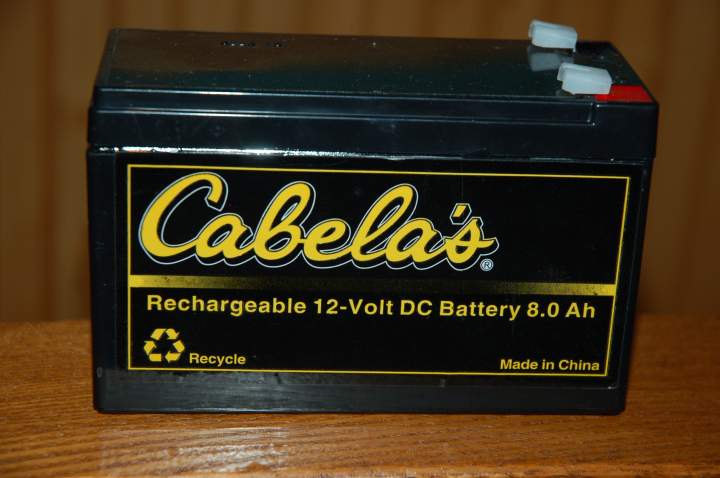 Cabela's®
Rechargeable 12-Volt DC Battery 8.0 Ah
Recycle
Made in China